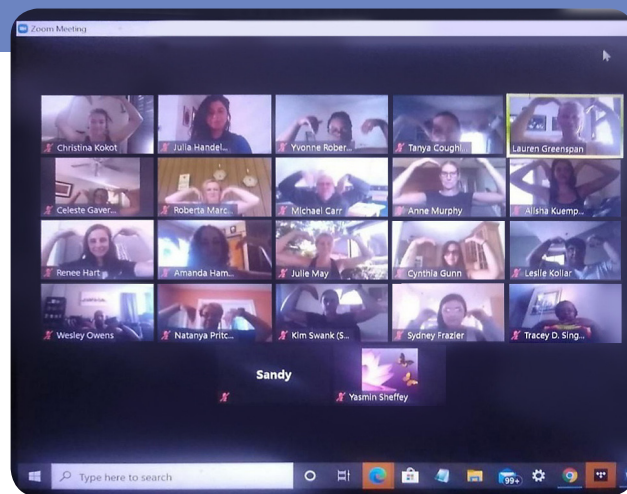 Zoom Meeting
Christina Kokot
Julia Handel...
Yvonne Rober...
Tanya Coughl...
Lauren Greenspan
Celeste Gaver...
Roberta Marc...
Michael Carr
Anne Murphy
Alisha Kuemp...
Renee Hart
Amanda Ham...
Julie May
Cynthia Gunn
Leslie Kollar
Wesley Owens
Natanya Pritc...
Kim Swank (S...
Sydney Frazier
Tracey D. Sing...
Sandy
Yasmin Sheffey
Type here to search
99+